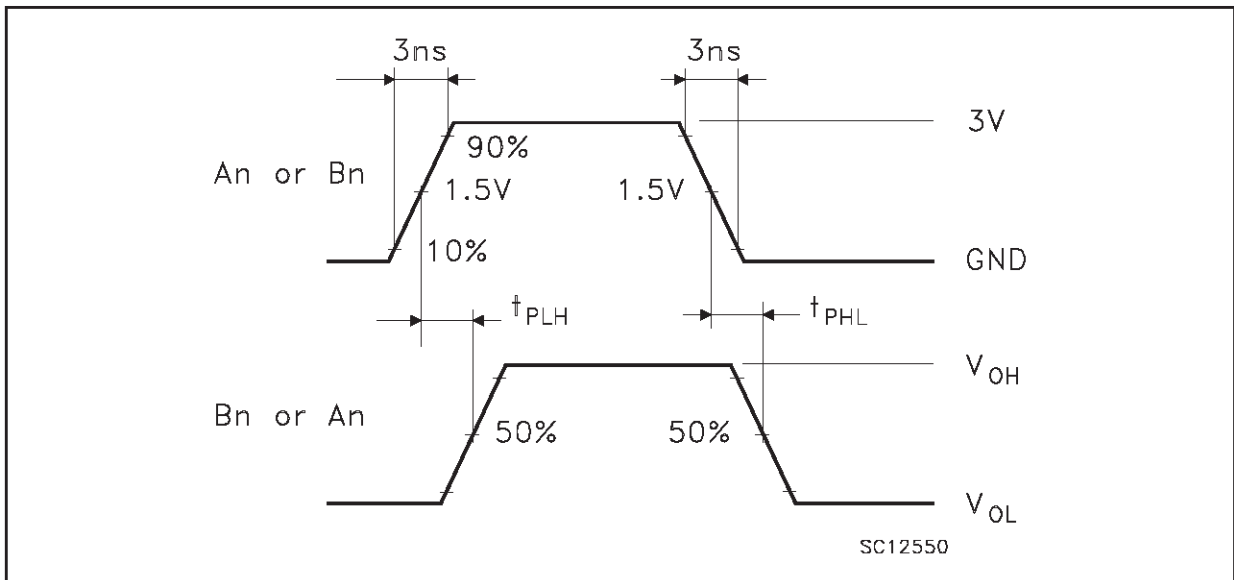 3ns 3ns
3V
90%
An or Bn
1.5V 1.5V
10%
GND
tPLH tPHL
VOH
Bn or An
50% 50%
VOL
SC12550